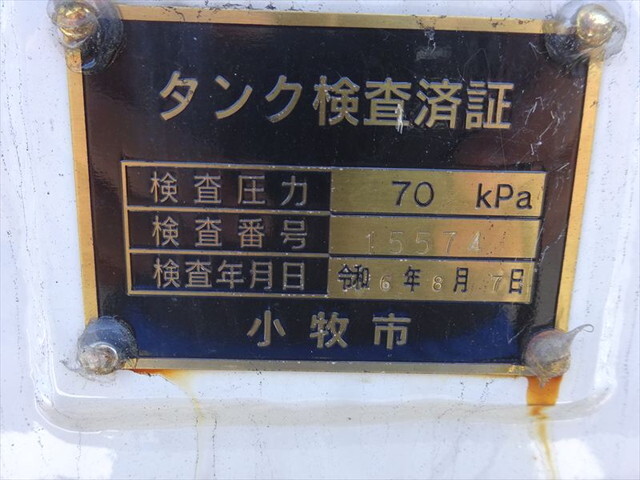 タンク検査済証
検査圧力 70 kPa
検査番号 15574
検査年月日 令和 6年 8月 7日
小牧市